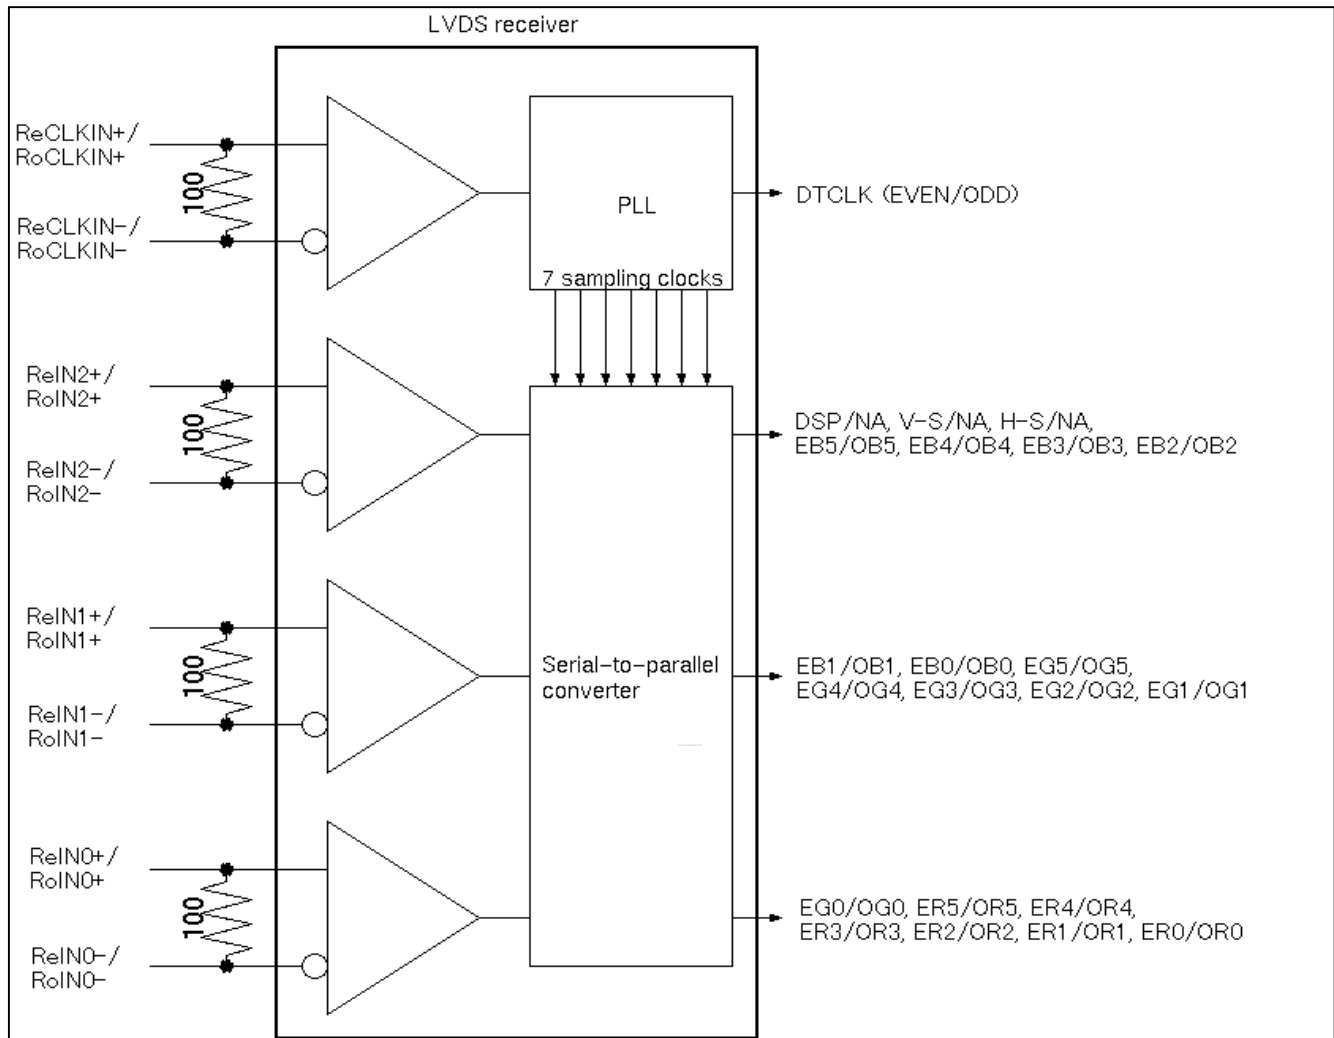 LVDS receiver
ReCLKIN+/
RoCLKIN+
100
ReCLKIN-/
RoCLKIN-
PLL
7 sampling clocks
DTCLK (EVEN/ODD)
ReIN2+/
RoIN2+
100
ReIN2-/
RoIN2-
DSP/NA, V-S/NA, H-S/NA,
EB5/OB5, EB4/OB4, EB3/OB3, EB2/OB2
ReIN1+/
RoIN1+
100
ReIN1-/
RoIN1-
Serial-to-parallel
converter
EB1/OB1, EB0/OB0, EG5/OG5,
EG4/OG4, EG3/OG3, EG2/OG2, EG1/OG1
ReIN0+/
RoIN0+
100
ReIN0-/
RoIN0-
EG0/OG0, ER5/OR5, ER4/OR4,
ER3/OR3, ER2/OR2, ER1/OR1, ER0/OR0